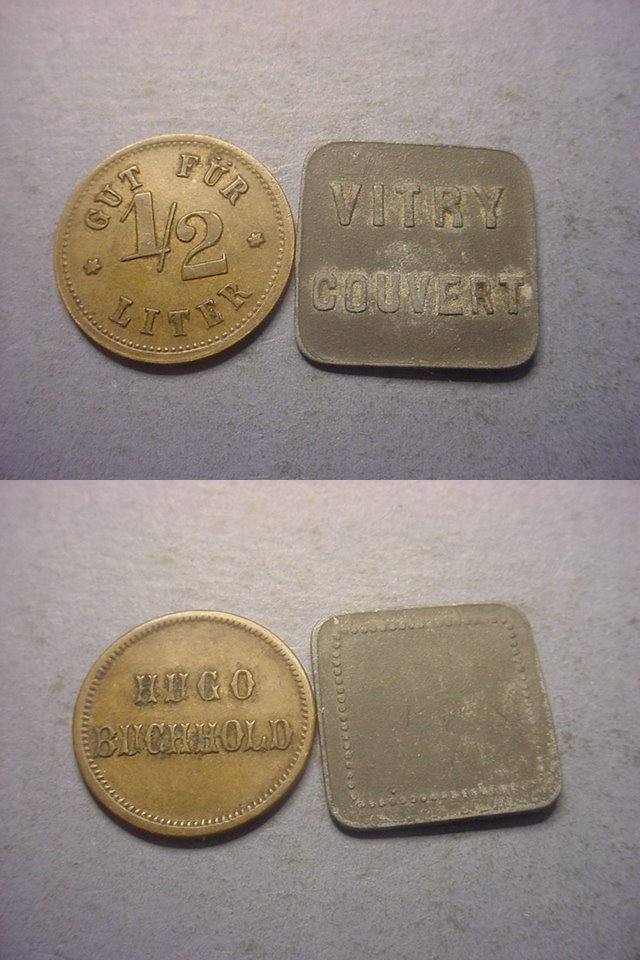 GUT FÜR
1/2
LITER
VITRY
COUVERT
HUGO
BUCHHOLD